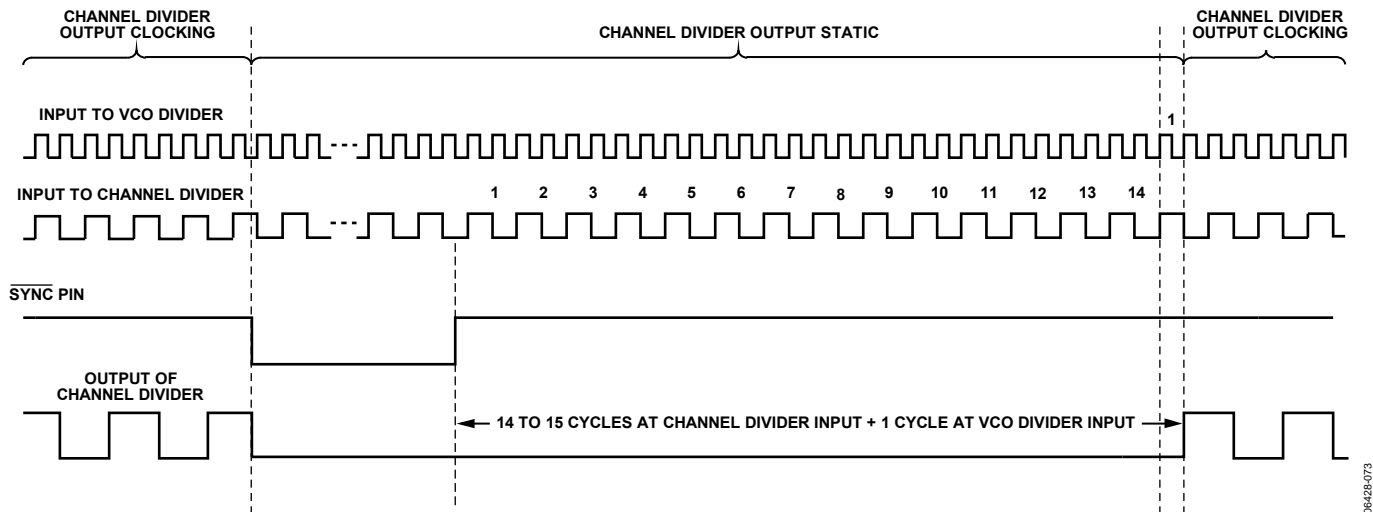 CHANNEL DIVIDER
OUTPUT CLOCKING
CHANNEL DIVIDER OUTPUT STATIC
CHANNEL DIVIDER
OUTPUT CLOCKING
INPUT TO VCO DIVIDER
1
INPUT TO CHANNEL DIVIDER
1 2 3 4 5 6 7 8 9 10 11 12 13 14
SYNC PIN
OUTPUT OF
CHANNEL DIVIDER
14 TO 15 CYCLES AT CHANNEL DIVIDER INPUT + 1 CYCLE AT VCO DIVIDER INPUT
06428-073